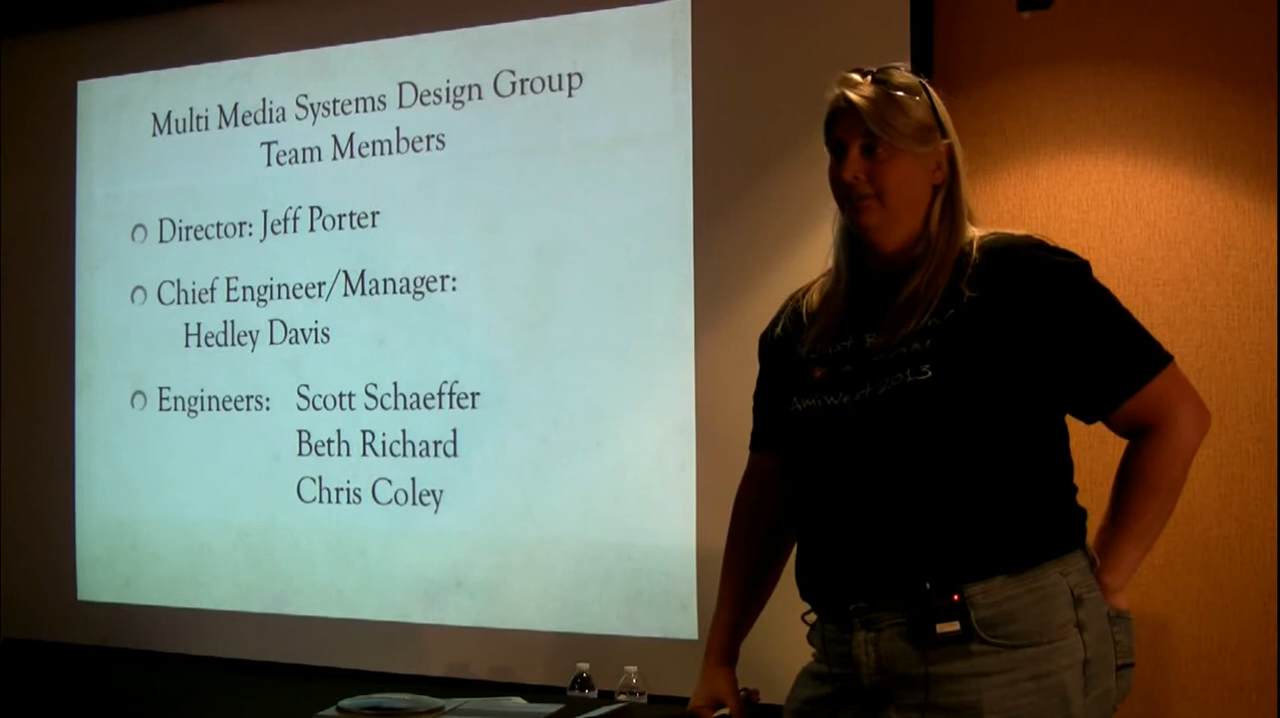 Multi Media Systems Design Group
Team Members
Director: Jeff Porter
Chief Engineer/Manager:
Hedley Davis
Engineers: Scott Schaeffer
Beth Richard
Chris Coley
AmiWest 2013